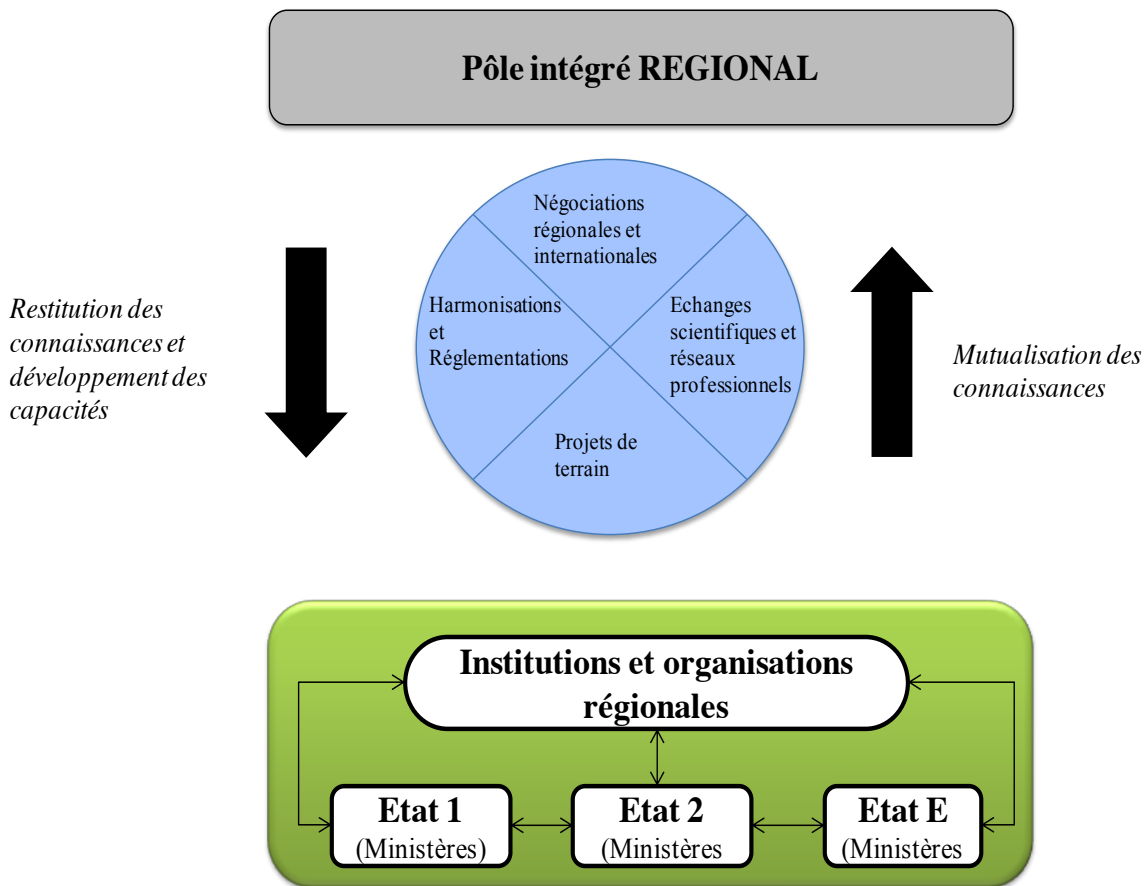 Pôle intégré REGIONAL
Négociations
régionales et
internationales
Harmonisations
et
Réglementations
Echanges
scientifiques et
réseaux
professionnels
Projets de
terrain
Restitution des
connaissances et
développement des
capacités
Mutualisation des
connaissances
Institutions et organisations
régionales
Etat 1
(Ministères)
Etat 2
(Ministères
Etat E
(Ministères